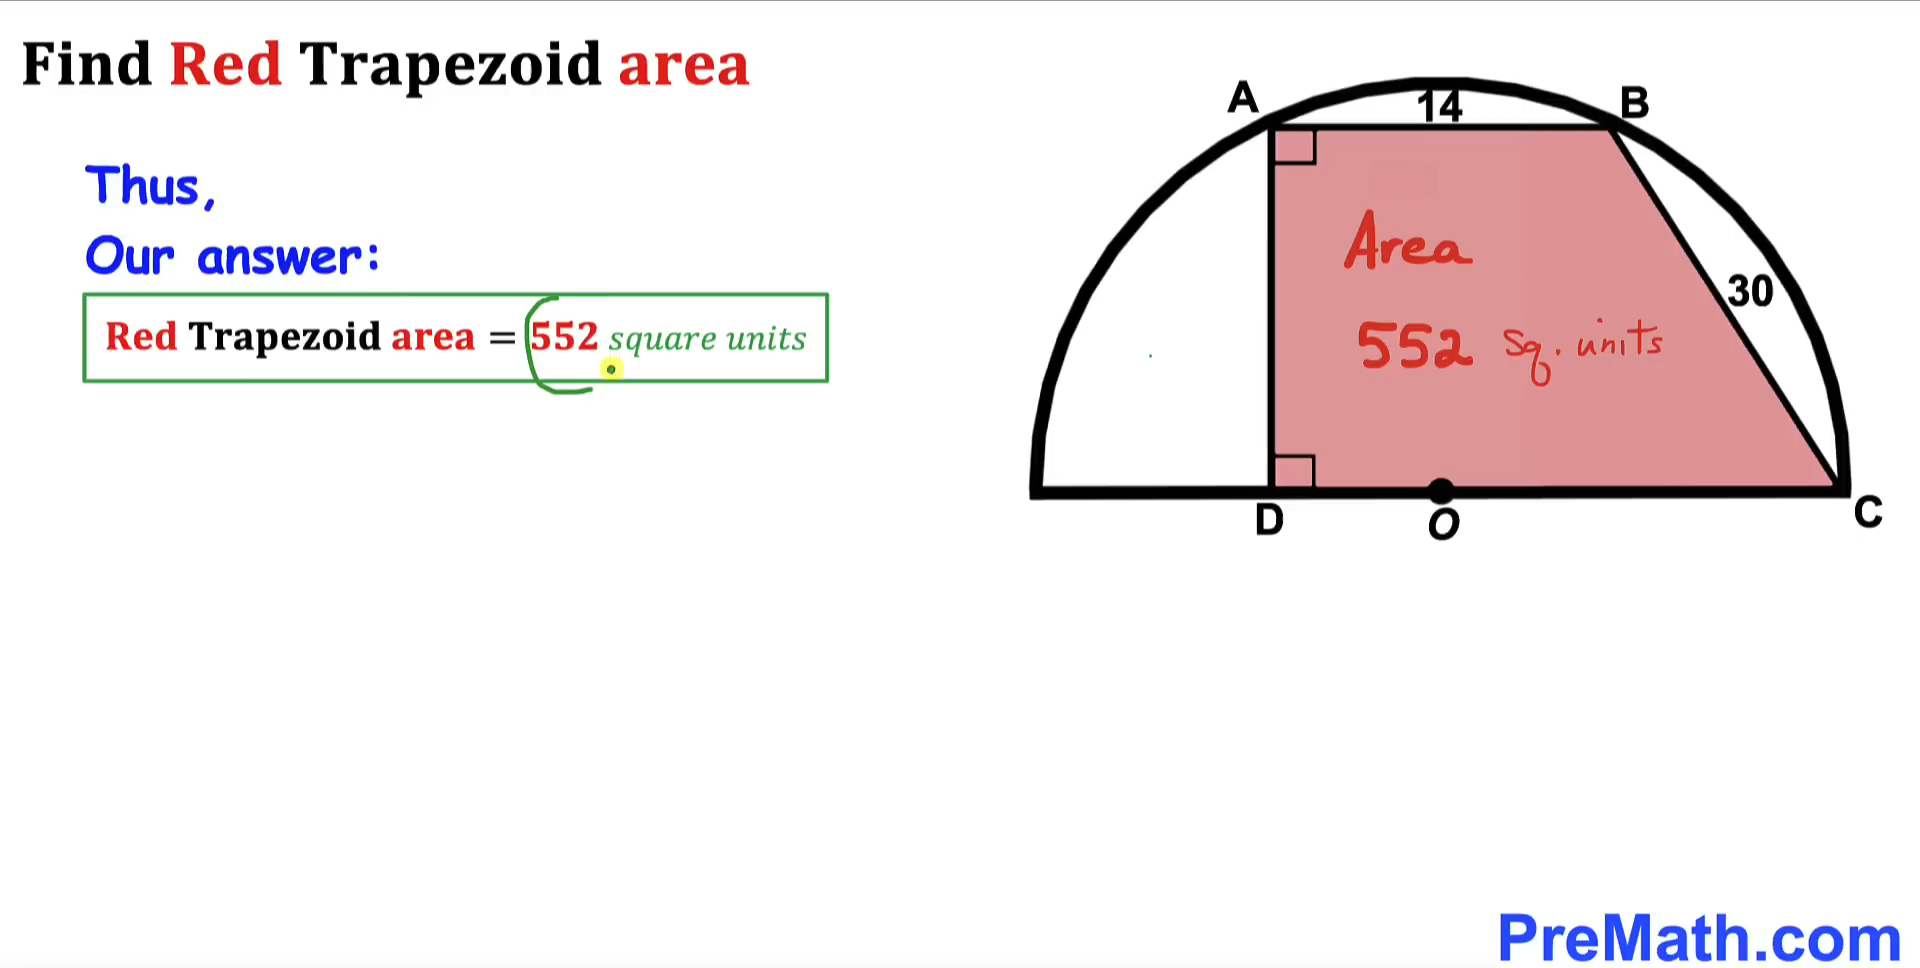 Find Red Trapezoid area
Thus,
Our answer:
Red Trapezoid area = 552 square units
A
14
B
Area
30
552 sq. units
D
O
C
PreMath.com